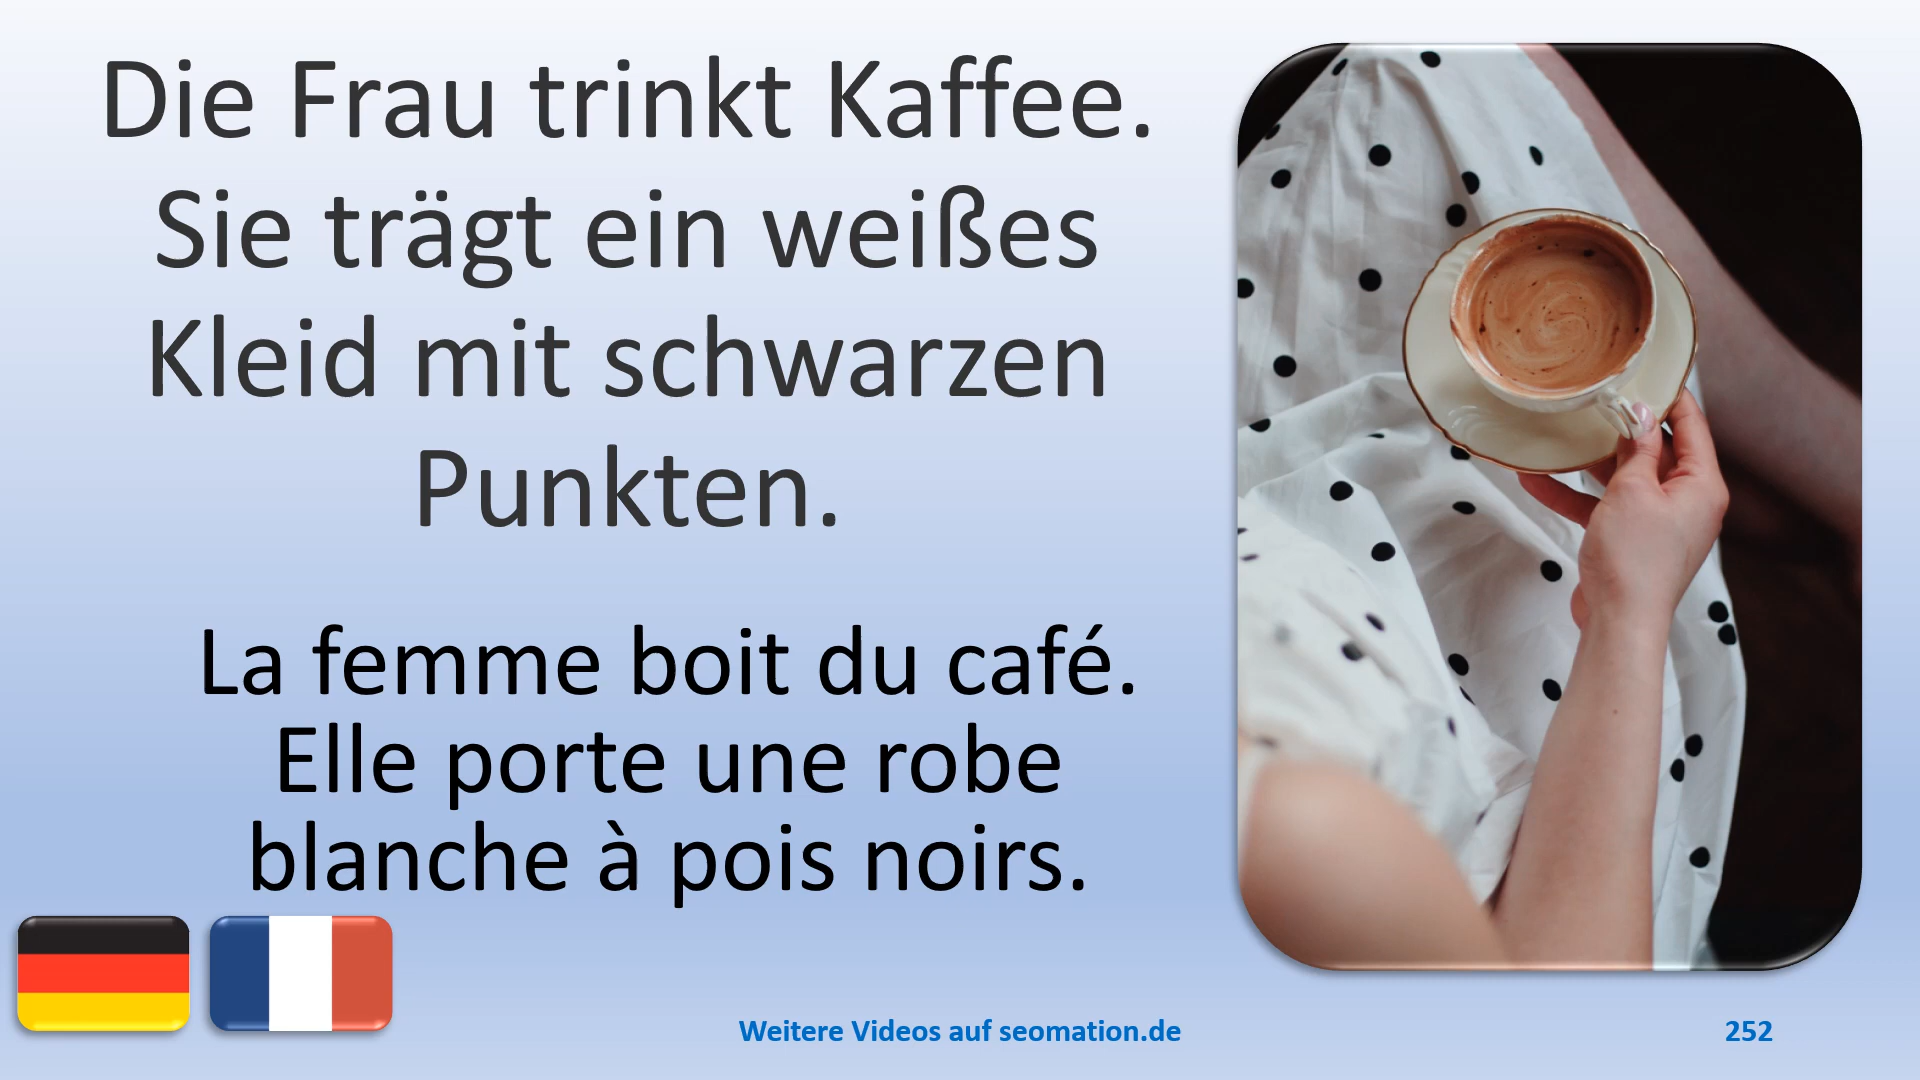 Die Frau trinkt Kaffee.
Sie trägt ein weißes
Kleid mit schwarzen
Punkten.
La femme boit du café.
Elle porte une robe
blanche à pois noirs.
Weitere Videos auf seomation.de
252